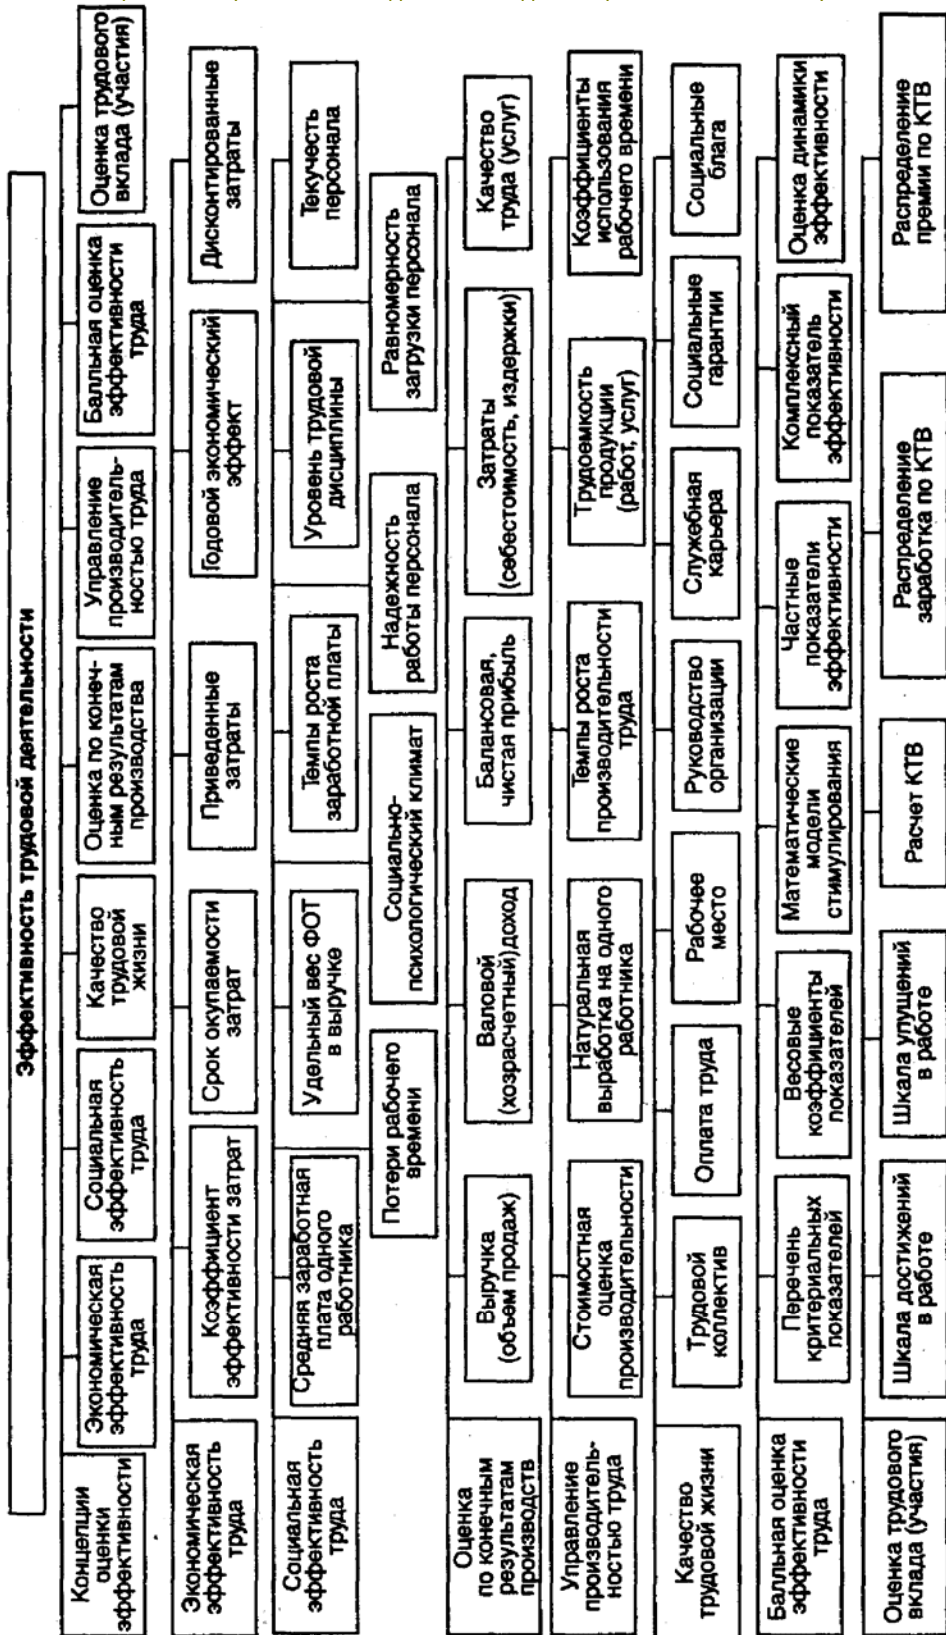 Эффективность трудовой деятельности
Концепции
оценки
эффективности
Экономическая
эффективность
труда
Социальная
эффективность
труда
Качество
трудовой
жизни
Оценка по конеч-
ным результатам
производства
Управление
производитель-
ностью труда
Балльная оценка
эффективности
труда
Оценка трудового
вклада (участия)
Экономическая
эффективность
труда
Коэффициент
эффективности затрат
Срок окупаемости
затрат
Приведенные
затраты
Годовой экономический
эффект
Дисконтированные
затраты
Социальная
эффективность
труда
Средняя заработная
плата одного
работника
Удельный вес ФОТ
в выручке
Темпы роста
заработной платы
Уровень трудовой
дисциплины
Текучесть
персонала
Потери рабочего
времени
Социально-
психологический климат
Надежность
работы персонала
Равномерность
загрузки персонала
Оценка
по конечным
результатам
производств
Выручка
(объем продаж)
Валовой
(хозрасчетный)доход
Балансовая,
чистая прибыль
Затраты
(себестоимость, издержки)
Качество
труда (услуг)
Управление
производитель-
ностью труда
Стоимостная
оценка
производительности
Натуральная
выработка на одного
работника
Темпы роста
производительности
труда
Трудоемкость
продукции
(работ, услуг)
Коэффициенты
использования
рабочего времени
Качество
трудовой жизни
Трудовой
коллектив
Оплата труда
Рабочее
место
Руководство
организации
Служебная
карьера
Социальные
гарантии
Социальные
блага
Балльная оценка
эффективности
труда
Перечень
критериальных
показателей
Весовые
коэффициенты
показателей
Математические
модели
стимулирования
Частные
показатели
эффективности
Комплексный
показатель
эффективности
Оценка динамики
эффективности
Оценка трудового
вклада (участия)
Шкала достижений
в работе
Шкала упущений
в работе
Расчет КТВ
Распределение
заработка по КТВ
Распределение
премии по КТВ